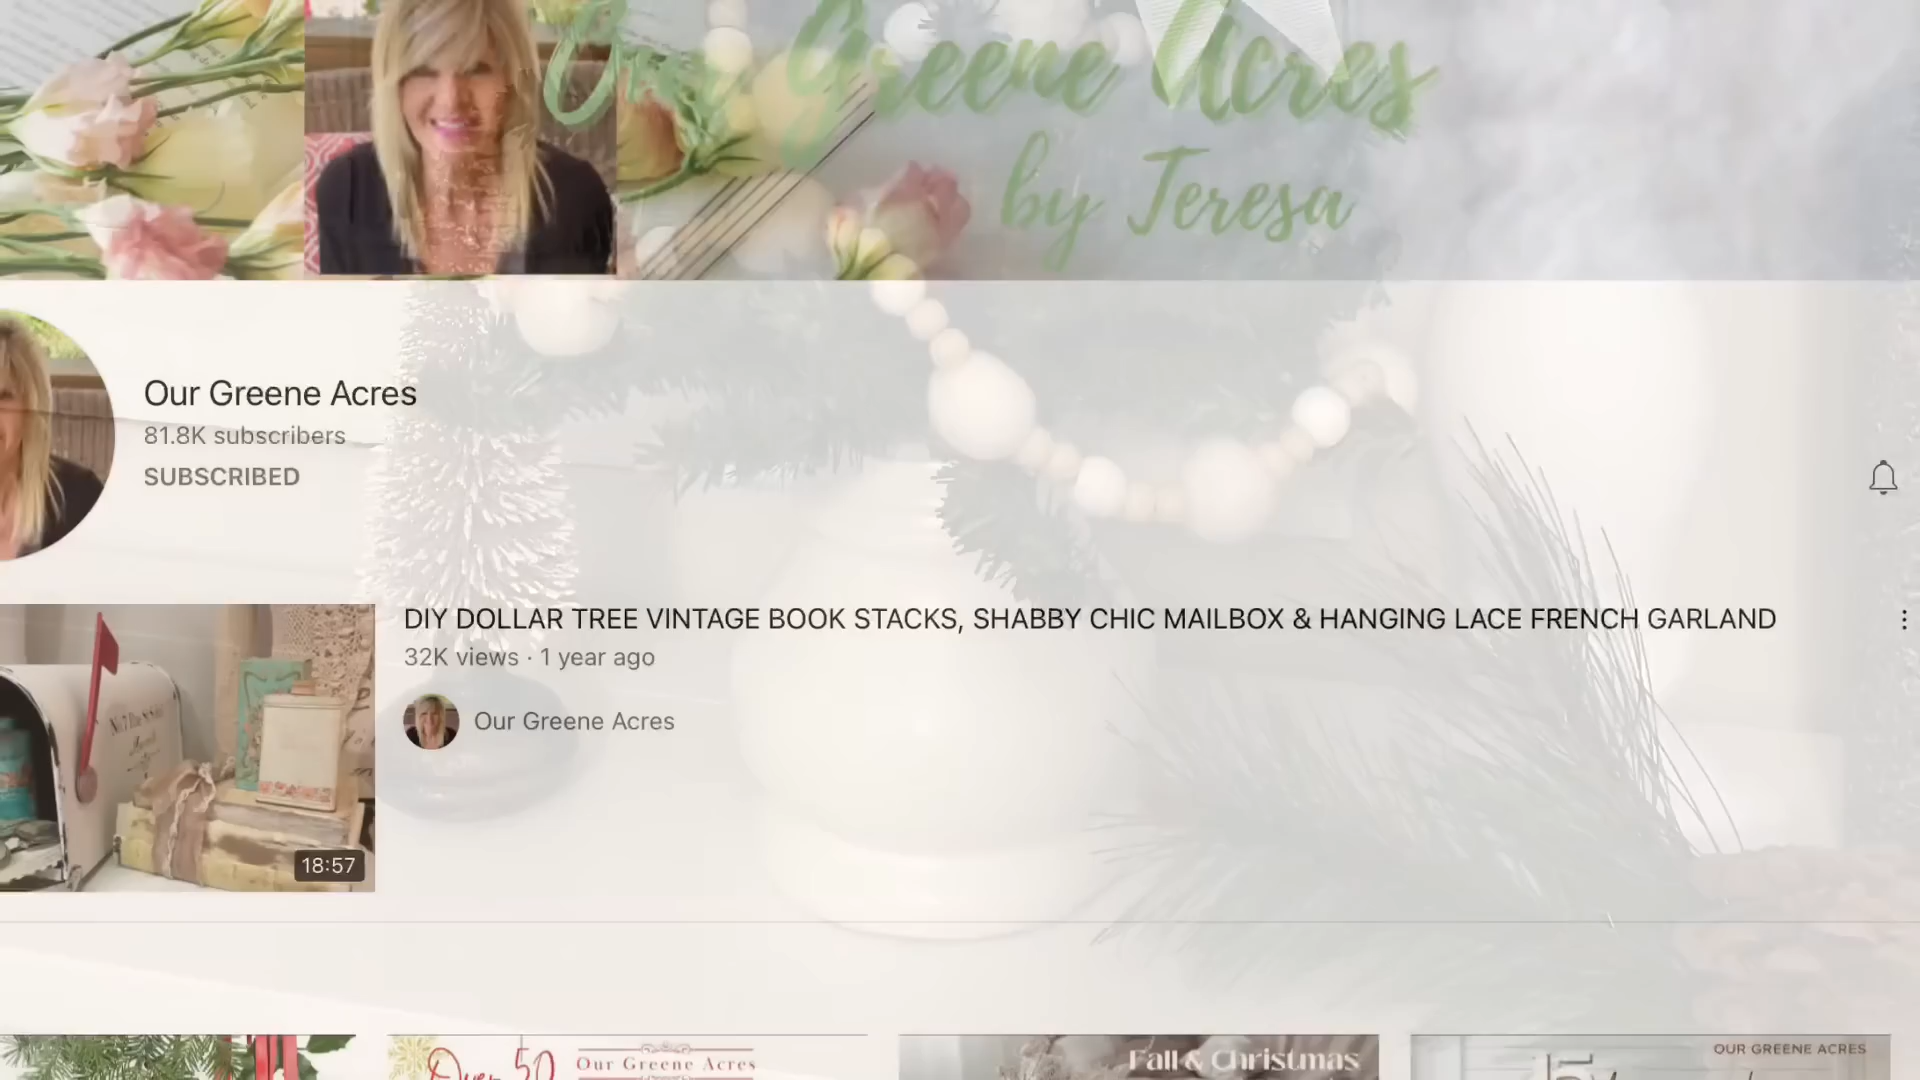 Our Greene Acres
by Teresa
Our Greene Acres
81.8K subscribers
SUBSCRIBED
DIY DOLLAR TREE VINTAGE BOOK STACKS, SHABBY CHIC MAILBOX & HANGING LACE FRENCH GARLAND
32K views · 1 year ago
Our Greene Acres
18:57
Over 50
Our Greene Acres
Fall & Christmas
OUR GREENE ACRES